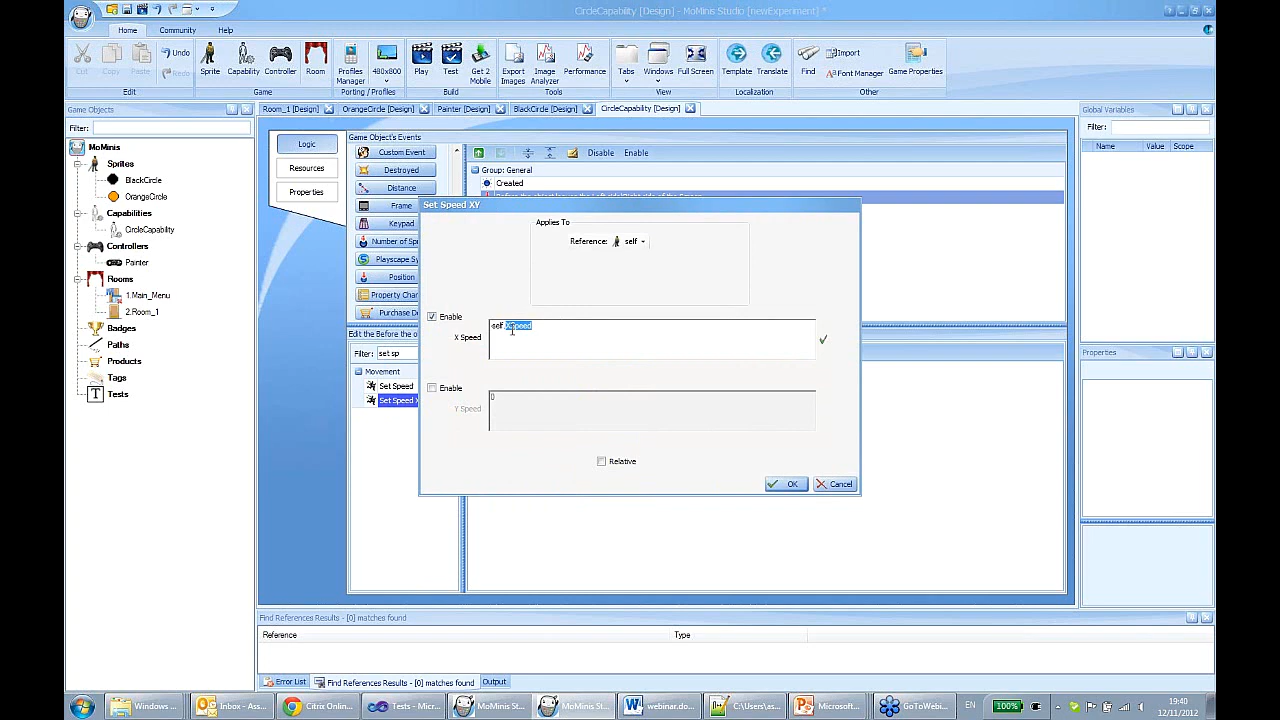 CircleCapability [Design] - MoMinis Studio [newExperiment] *
Home Community Help
Cut Copy Paste Undo Redo
Sprite Capability Controller Room
Profiles Manager 480x800
Play Test Get 2 Mobile
Export Images Image Analyzer Performance
Tabs Windows Full Screen
Template Translate
Find Import Font Manager Game Properties
Edit Game Porting / Profiles Build Tools View Localization Other
Game Objects
Filter:
MoMinis
Sprites
BlackCircle
OrangeCircle
Capabilities
CircleCapability
Controllers
Painter
Rooms
1.Main_Menu
2.Room_1
Badges
Paths
Products
Tags
Tests
Room_1 [Design] OrangeCircle [Design] Painter [Design] BlackCircle [Design] CircleCapability [Design]
Logic
Resources
Properties
Game Object's Events
Custom Event
Destroyed
Distance
Frame
Keypad
Number of Sp
Playscape Sy
Position
Property Chan
Purchase De
Disable Enable
Group: General
Created
Edit the Before the o
Filter: set sp
Movement
Set Speed
Set Speed X
Set Speed XY
Applies To
Reference: self
Enable
X Speed
self.XSpeed
Enable
Y Speed
0
Relative
OK Cancel
Global Variables
Filter:
Name Value Scope
Properties
Find References Results - [0] matches found
Reference Type
Error List Find References Results - [0] matches found Output
Windows ... Inbox - Ass... Citrix Onlin... Tests - Micr... MoMinis St... MoMinis St... webinar.do... C:\Users\as... Microsoft... GoToWebi...
EN 100%
19:40
12/11/2012